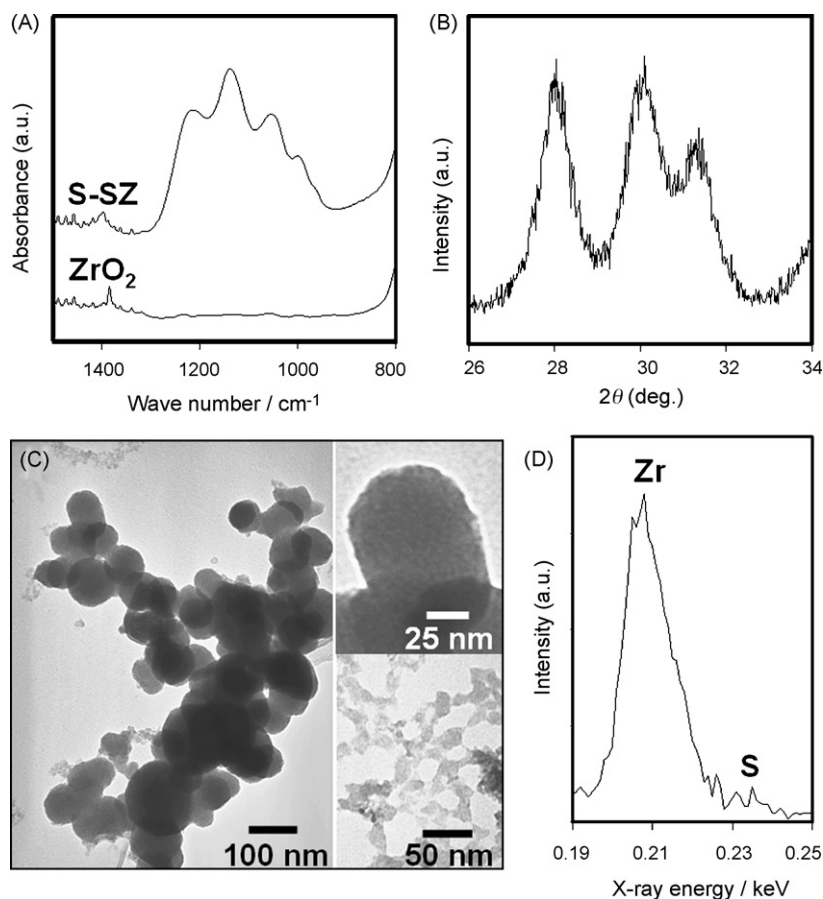 (A)
Absorbance (a.u.)
S-SZ
ZrO2
1400 1200 1000 800
Wave number / cm-1
(B)
Intensity (a.u.)
26 28 30 32 34
2θ (deg.)
(C)
100 nm
25 nm
50 nm
(D)
Intensity (a.u.)
Zr
S
0.19 0.21 0.23 0.25
X-ray energy / keV